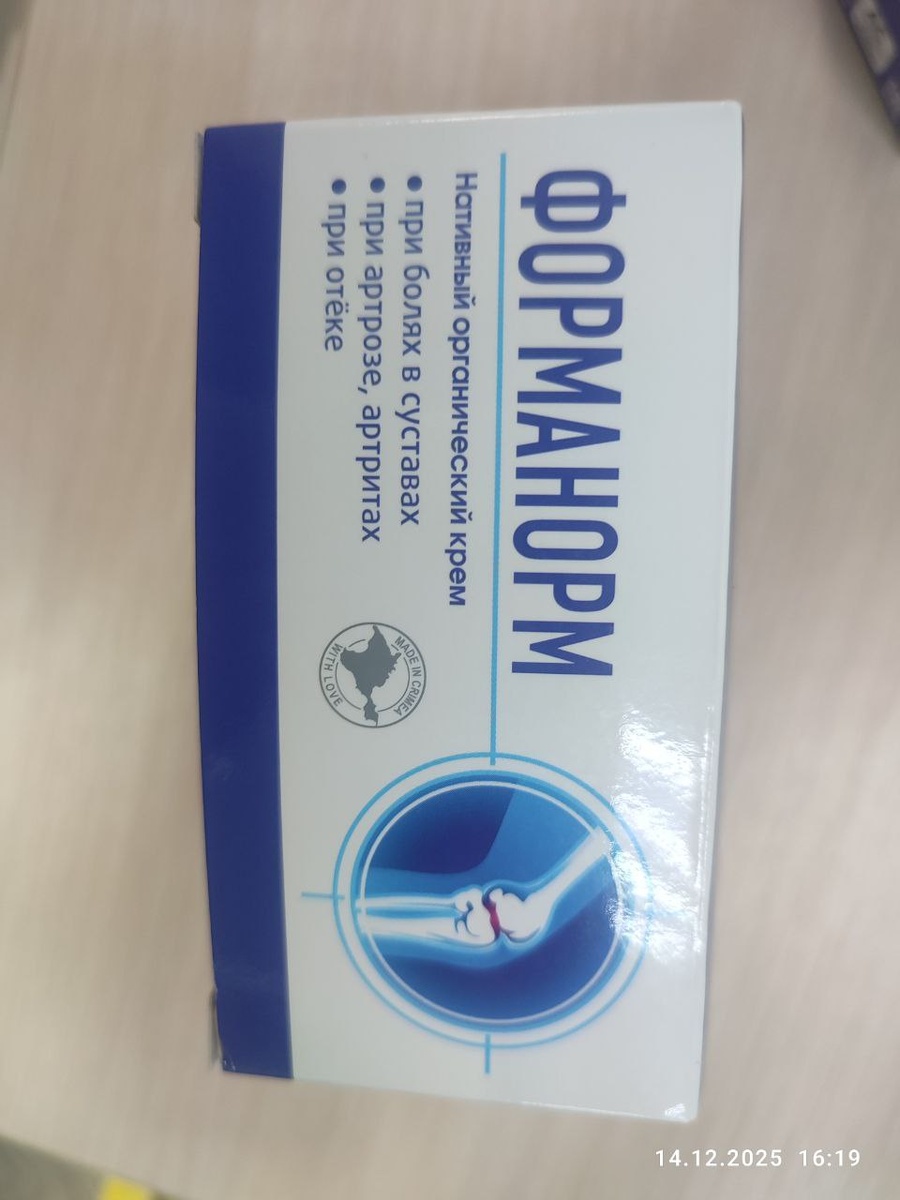 ФОРМАНОРМ
Нативный органический крем
• при болях в суставах
• при артрозе, артритах
• при отёке
MADE IN CRIMEA
WITH LOVE
14.12.2025 16:19